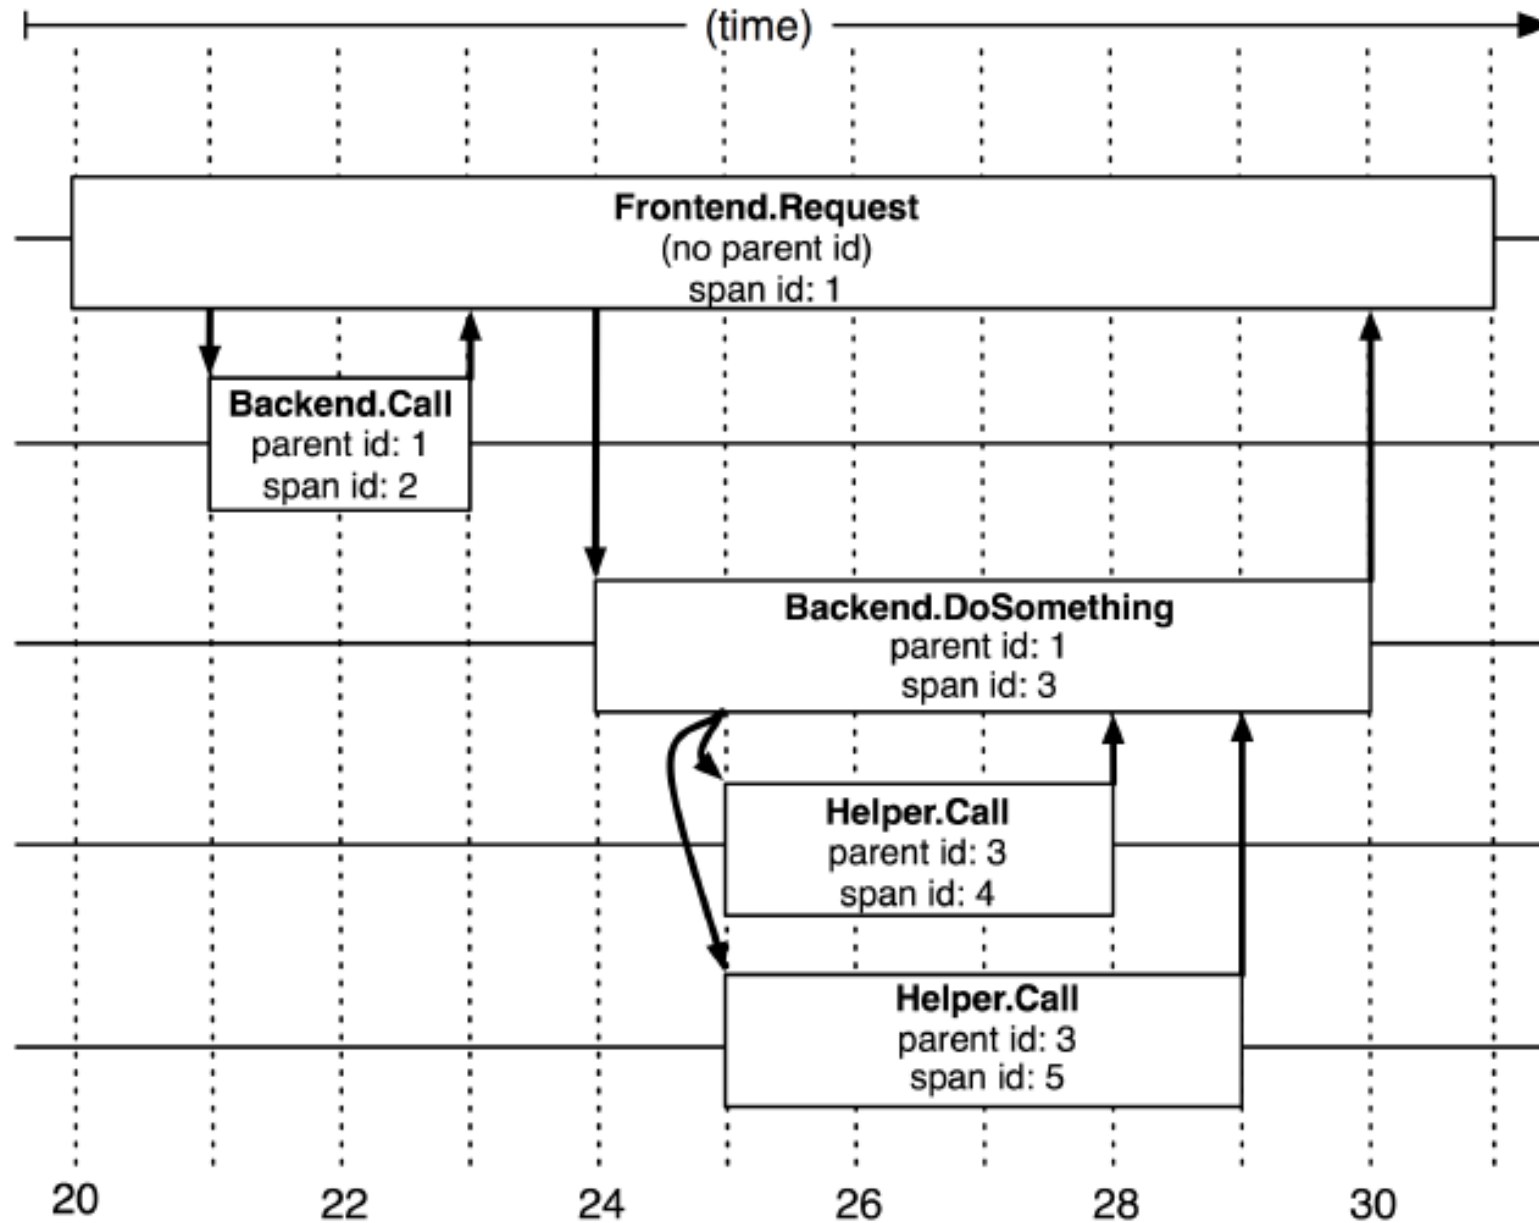 (time)
Frontend.Request
(no parent id)
span id: 1
Backend.Call
parent id: 1
span id: 2
Backend.DoSomething
parent id: 1
span id: 3
Helper.Call
parent id: 3
span id: 4
Helper.Call
parent id: 3
span id: 5
20 22 24 26 28 30